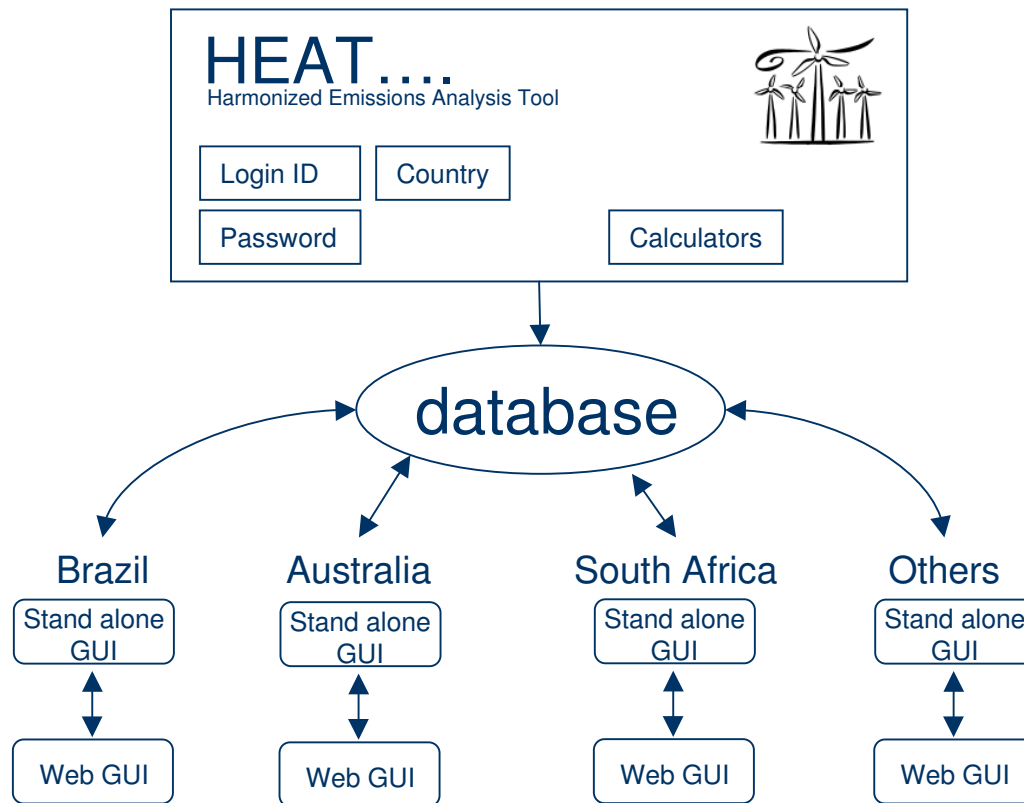 HEAT....
Harmonized Emissions Analysis Tool
Login ID
Country
Password
Calculators
database
Brazil
Australia
South Africa
Others
Stand alone
GUI
Stand alone
GUI
Stand alone
GUI
Stand alone
GUI
Web GUI
Web GUI
Web GUI
Web GUI